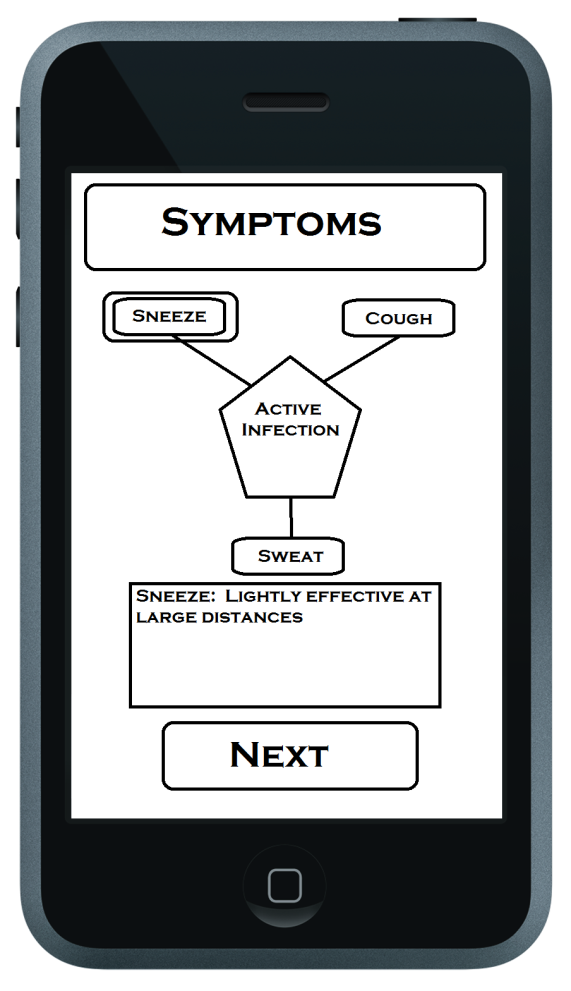 Symptoms
Sneeze
Cough
Active
Infection
Sweat
Sneeze: Lightly effective at
large distances
Next